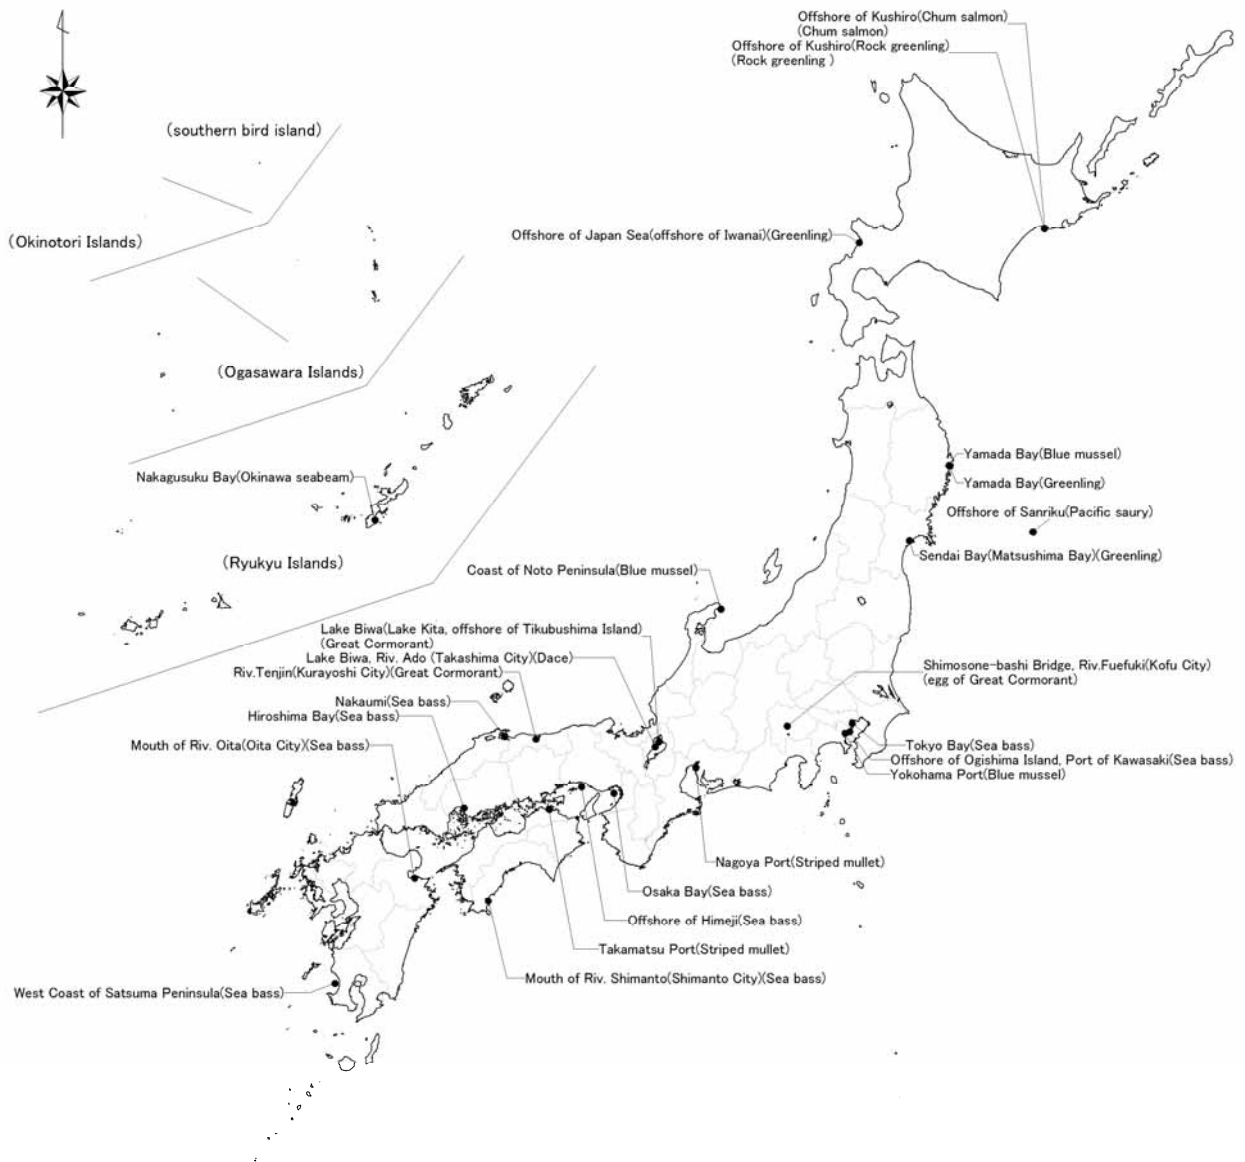 Offshore of Kushiro(Chum salmon)
(Chum salmon)
Offshore of Kushiro(Rock greenling)
(Rock greenling )
(southern bird island)
(Okinotori Islands)
Offshore of Japan Sea(offshore of Iwanai)(Greenling)
(Ogasawara Islands)
Yamada Bay(Blue mussel)
Nakagusuku Bay(Okinawa seabeam)
Yamada Bay(Greenling)
Offshore of Sanriku(Pacific saury)
Sendai Bay(Matsushima Bay)(Greenling)
(Ryukyu Islands)
Coast of Noto Peninsula(Blue mussel)
Lake Biwa(Lake Kita, offshore of Tikubushima Island)
(Great Cormorant)
Lake Biwa, Riv. Ado (Takashima City)(Dace)
Riv.Tenjin(Kurayoshi City)(Great Cormorant)
Shimosone-bashi Bridge, Riv.Fuefuki(Kofu City)
(egg of Great Cormorant)
Nakaumi(Sea bass)
Hiroshima Bay(Sea bass)
Mouth of Riv. Oita(Oita City)(Sea bass)
Tokyo Bay(Sea bass)
Offshore of Ogishima Island, Port of Kawasaki(Sea bass)
Yokohama Port(Blue mussel)
Nagoya Port(Striped mullet)
Osaka Bay(Sea bass)
Offshore of Himeji(Sea bass)
Takamatsu Port(Striped mullet)
Mouth of Riv. Shimanto(Shimanto City)(Sea bass)
West Coast of Satsuma Peninsula(Sea bass)